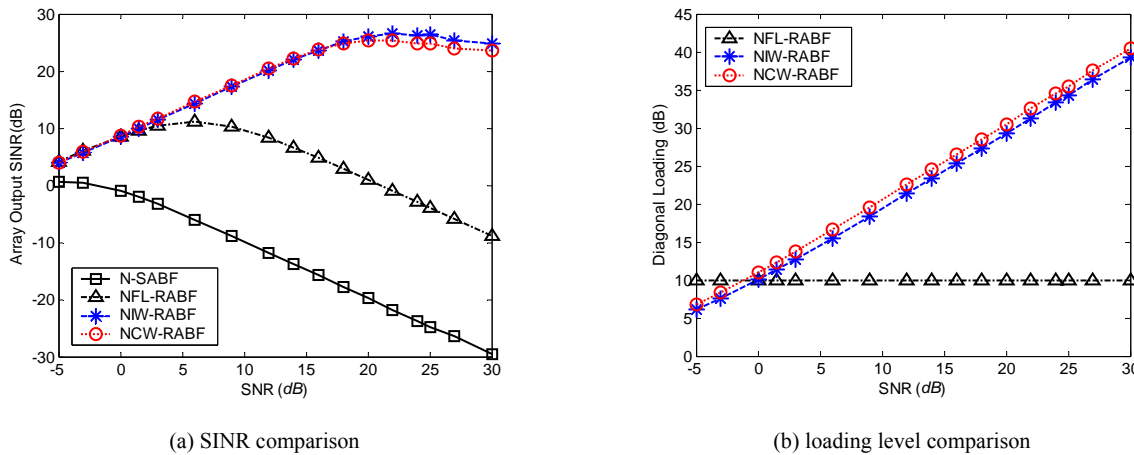 30
20
10
0
-10
-20
-30
-5
0
5
10
15
20
25
30
Array Output SINR(dB)
SNR (dB)
N-SABF
NFL-RABF
NIW-RABF
NCW-RABF
(a) SINR comparison
45
40
35
30
25
20
15
10
5
0
-5
0
5
10
15
20
25
30
Diagonal Loading (dB)
SNR (dB)
NFL-RABF
NIW-RABF
NCW-RABF
(b) loading level comparison